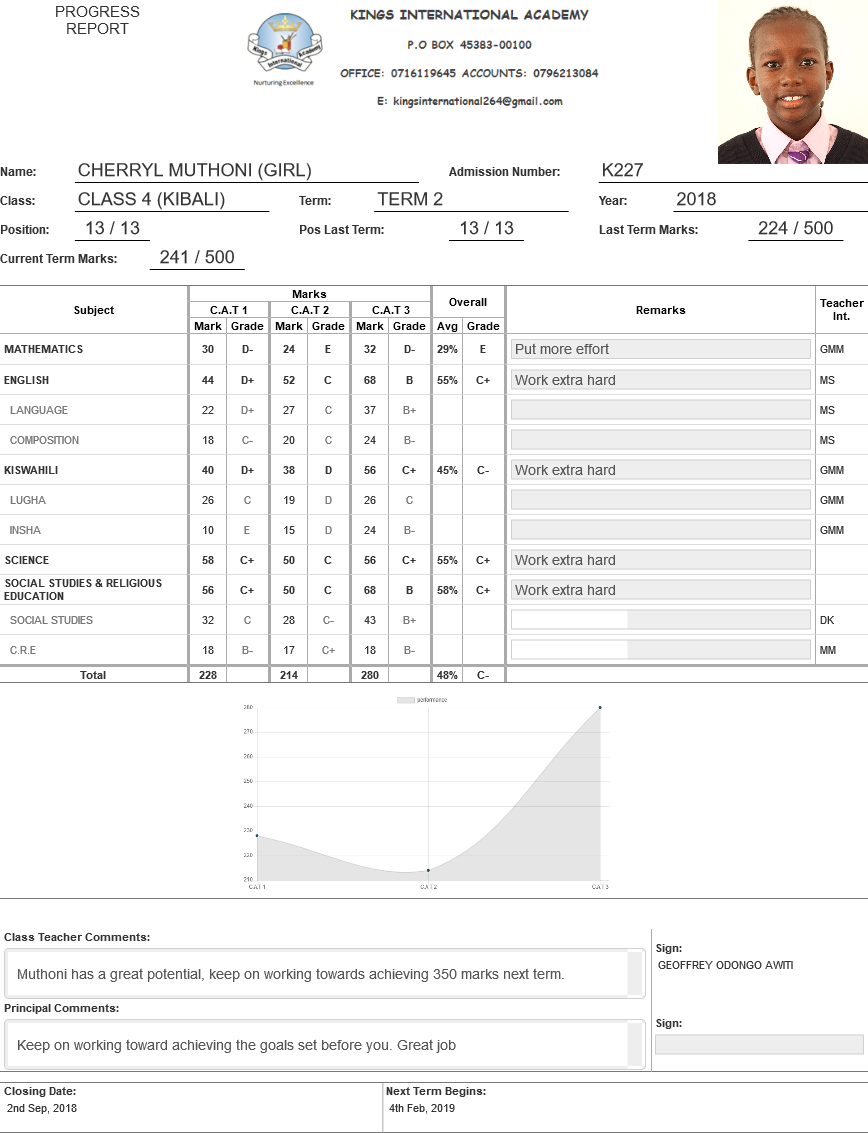 PROGRESS
REPORT
KINGS INTERNATIONAL ACADEMY
P.O BOX 45383-00100
OFFICE: 0716119645 ACCOUNTS: 0796213084
E: kingsinternational264@gmail.com
Kings International Academy
Nurturing Excellence
Name: CHERRYL MUTHONI (GIRL) Admission Number: K227
Class: CLASS 4 (KIBALI) Term: TERM 2 Year: 2018
Position: 13 / 13 Pos Last Term: 13 / 13 Last Term Marks: 224 / 500
Current Term Marks: 241 / 500
Subject Marks Overall Remarks Teacher Int.
C.A.T 1 C.A.T 2 C.A.T 3
Mark Grade Mark Grade Mark Grade Avg Grade
MATHEMATICS 30 D- 24 E 32 D- 29% E Put more effort GMM
ENGLISH 44 D+ 52 C 68 B 55% C+ Work extra hard MS
LANGUAGE 22 D+ 27 C 37 B+ MS
COMPOSITION 18 C- 20 C 24 B- MS
KISWAHILI 40 D+ 38 D 56 C+ 45% C- Work extra hard GMM
LUGHA 26 C 19 D 26 C GMM
INSHA 10 E 15 D 24 B- GMM
SCIENCE 58 C+ 50 C 56 C+ 55% C+ Work extra hard
SOCIAL STUDIES & RELIGIOUS
EDUCATION 56 C+ 50 C 68 B 58% C+ Work extra hard
SOCIAL STUDIES 32 C 28 C- 43 B+ DK
C.R.E 18 B- 17 C+ 18 B- MM
Total 228 214 280 48% C-
performance
280
270
260
250
240
230
220
210
CAT 1 CAT 2 CAT 3
Class Teacher Comments:
Muthoni has a great potential, keep on working towards achieving 350 marks next term.
Sign:
GEOFFREY ODONGO AWITI
Principal Comments:
Keep on working toward achieving the goals set before you. Great job
Sign:
Closing Date: Next Term Begins:
2nd Sep, 2018 4th Feb, 2019